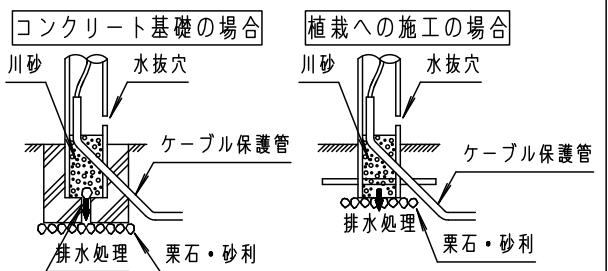 コンクリート基礎の場合
川砂
水抜穴
ケーブル保護管
排水処理
栗石・砂利
植栽への施工の場合
川砂
水抜穴
ケーブル保護管
排水処理
栗石・砂利